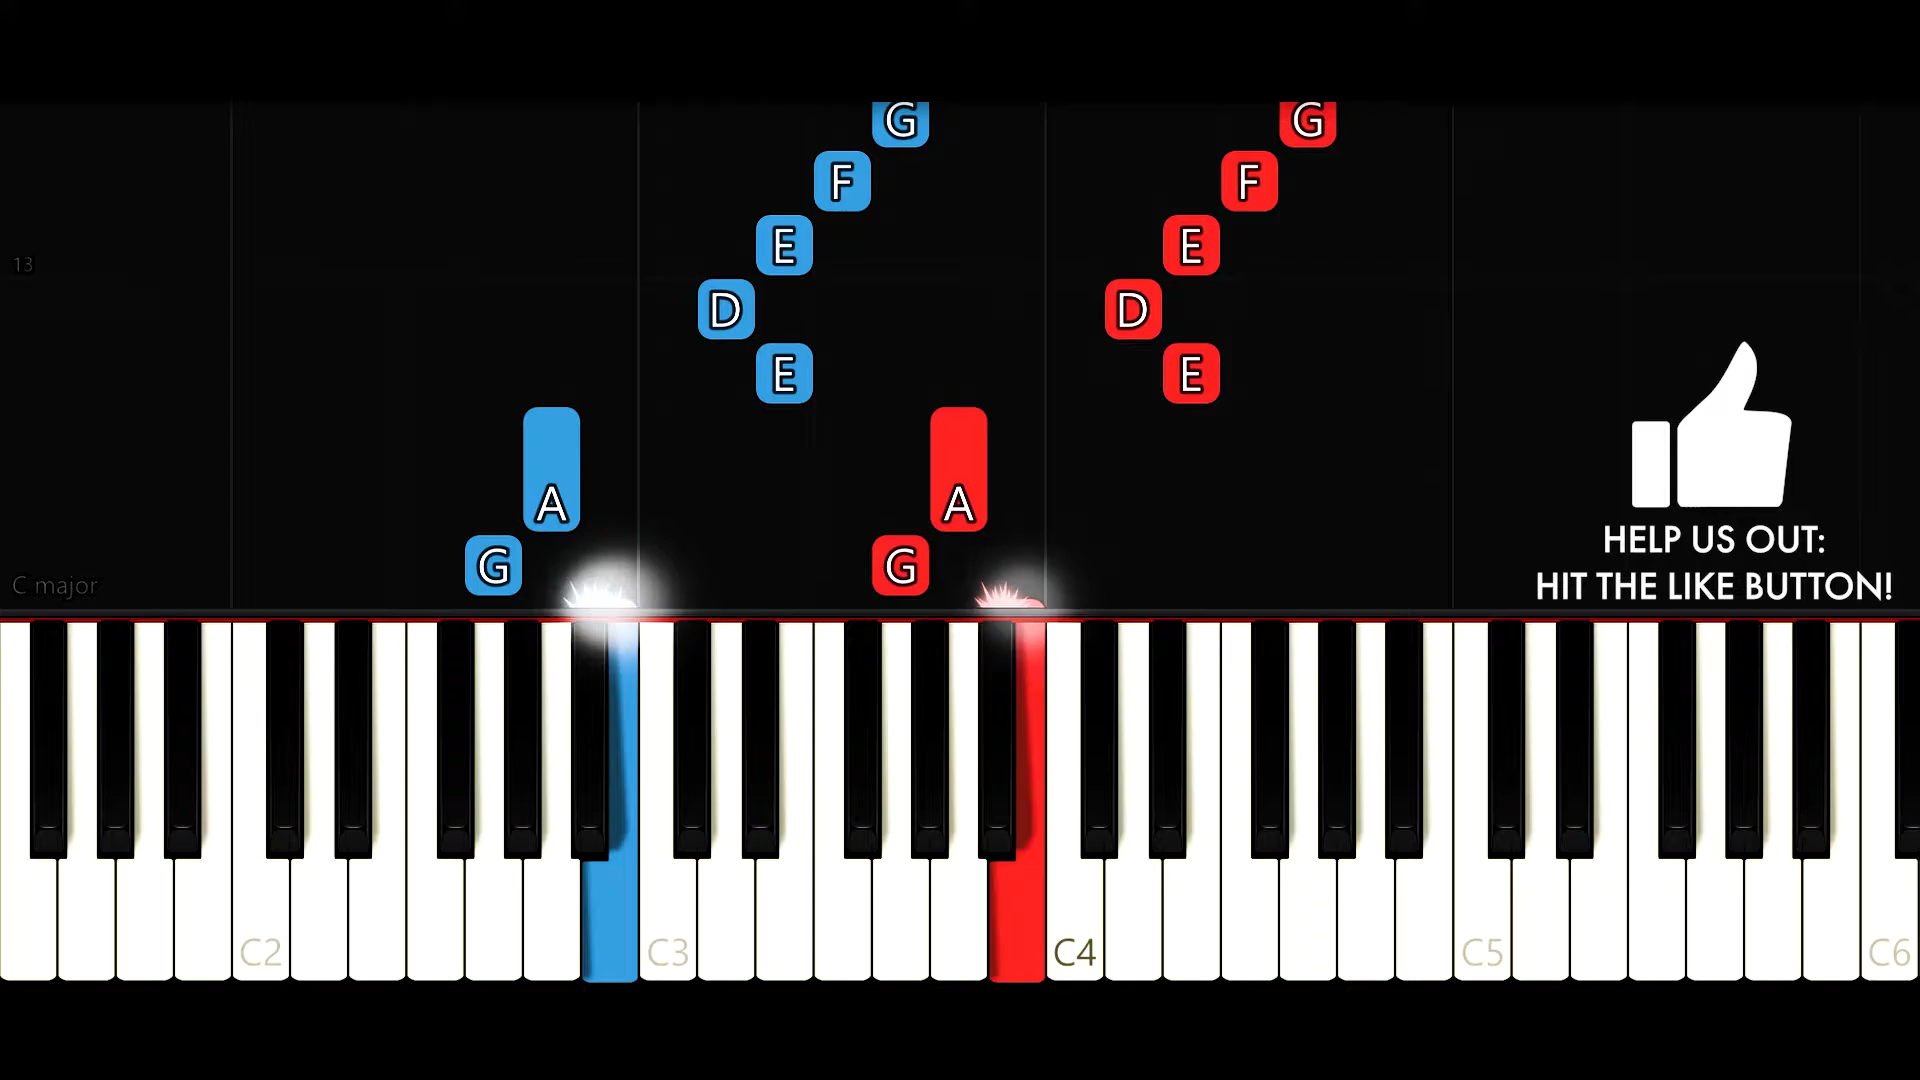 G G
F F
13
E E
D D
E E
A A
G G
HELP US OUT:
C major
HIT THE LIKE BUTTON!
C2 C3 C4 C5 C6